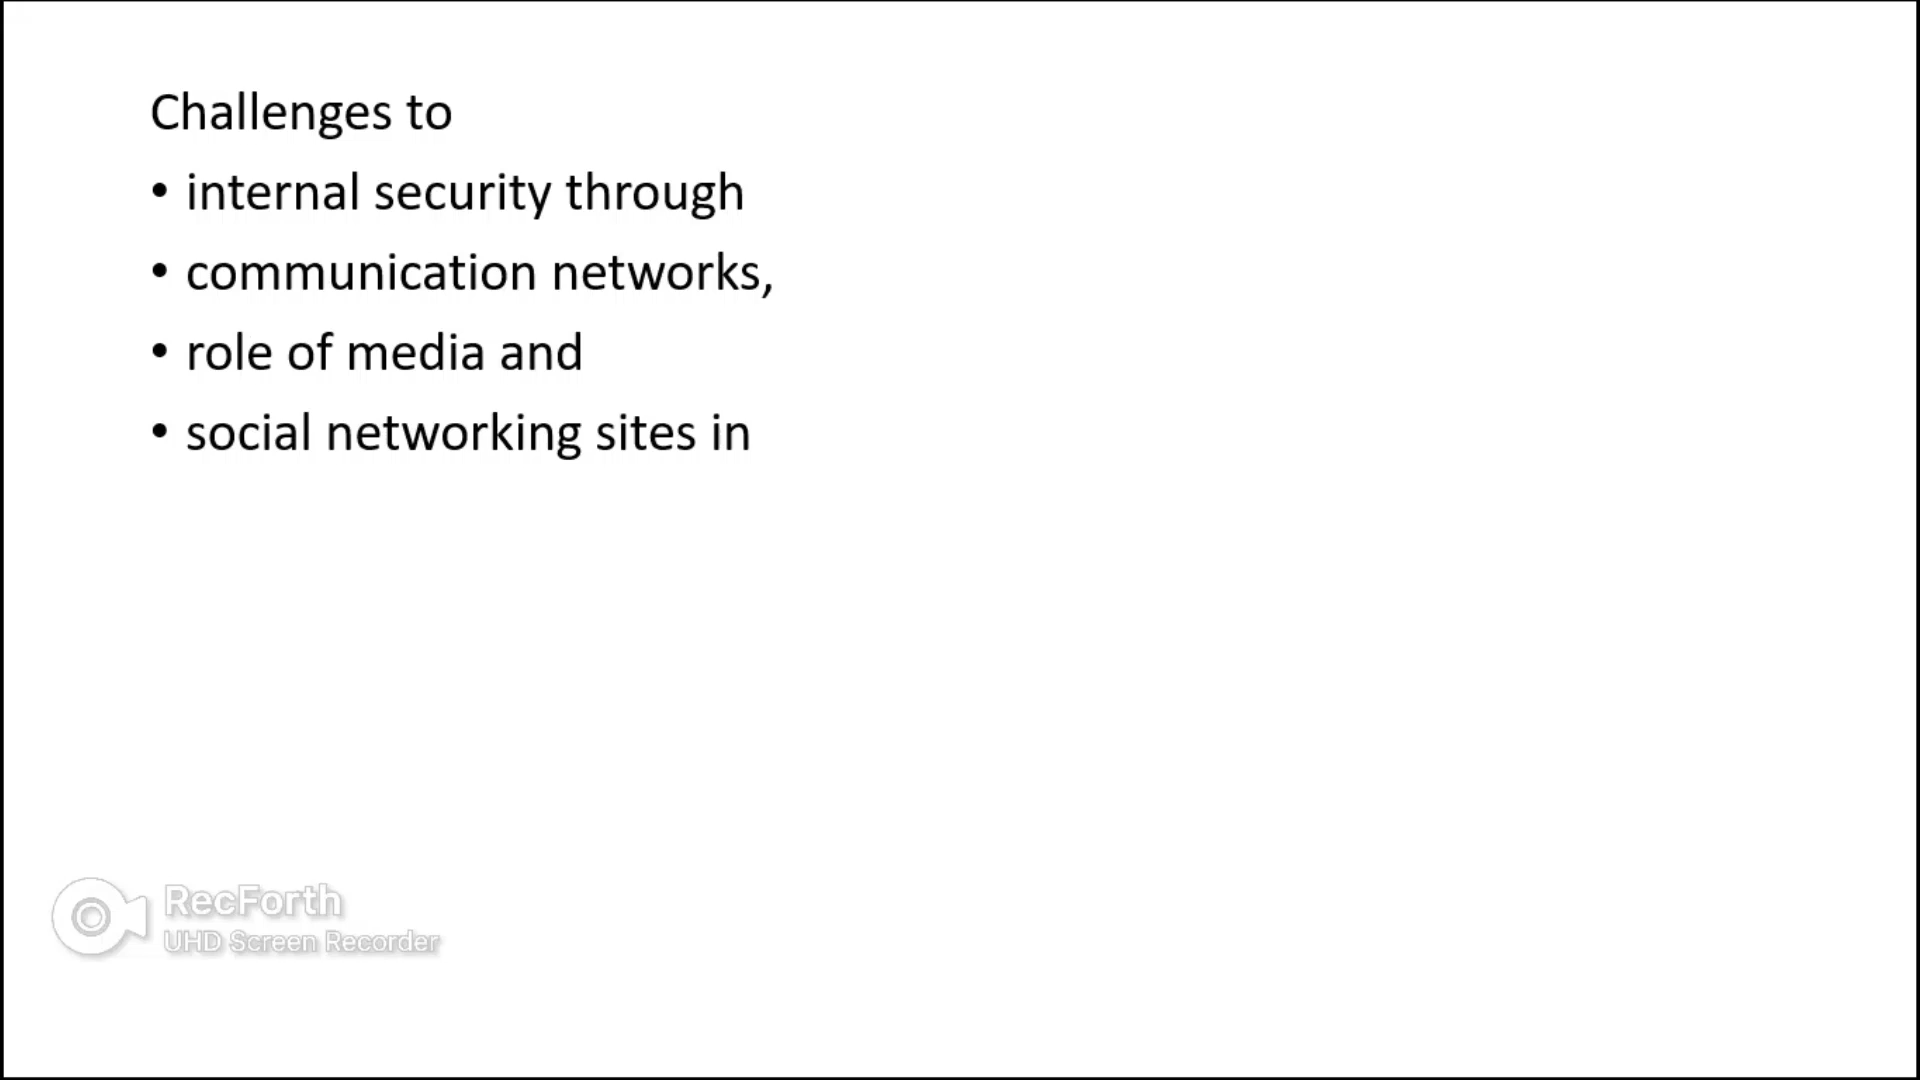 Challenges to
• internal security through
• communication networks,
• role of media and
• social networking sites in
RecForth
UHD Screen Recorder